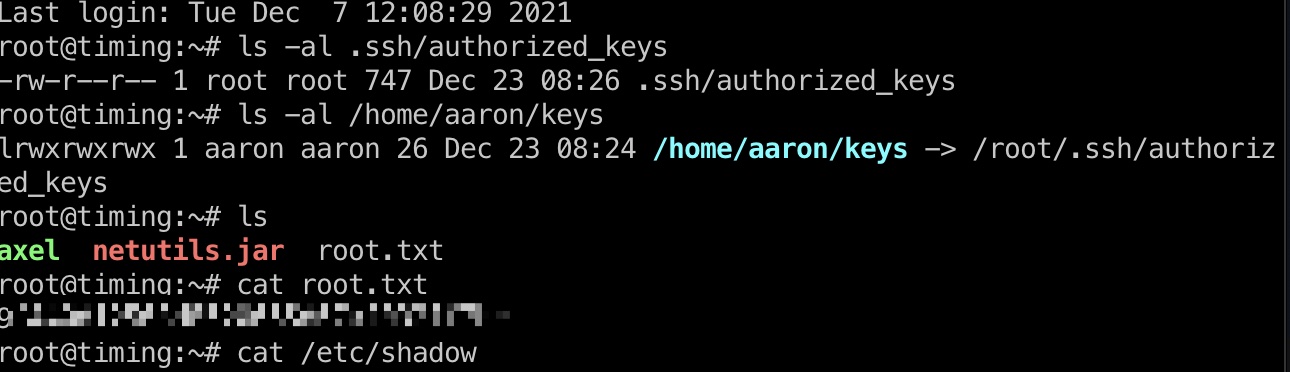 Last login: Tue Dec  7 12:08:29 2021
root@timing:~# ls -al .ssh/authorized_keys
-rw-r--r-- 1 root root 747 Dec 23 08:26 .ssh/authorized_keys
root@timing:~# ls -al /home/aaron/keys
lrwxrwxrwx 1 aaron aaron 26 Dec 23 08:24 /home/aaron/keys -> /root/.ssh/authoriz
ed_keys
root@timing:~# ls
axel  netutils.jar  root.txt
root@timing:~# cat root.txt
root@timing:~# cat /etc/shadow